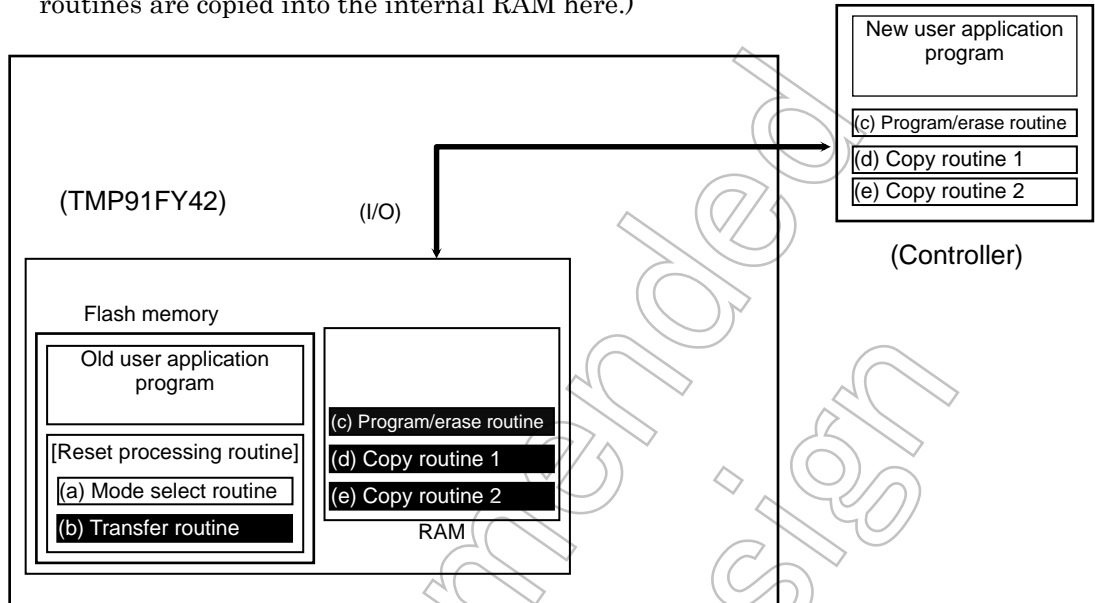 routines are copied into the internal RAM here.)
New user application
program
(c) Program/erase routine
(d) Copy routine 1
(e) Copy routine 2
(Controller)
(TMP91FY42)
(I/O)
Flash memory
Old user application
program
[Reset processing routine]
(a) Mode select routine
(b) Transfer routine
(c) Program/erase routine
(d) Copy routine 1
(e) Copy routine 2
RAM
mended
sign